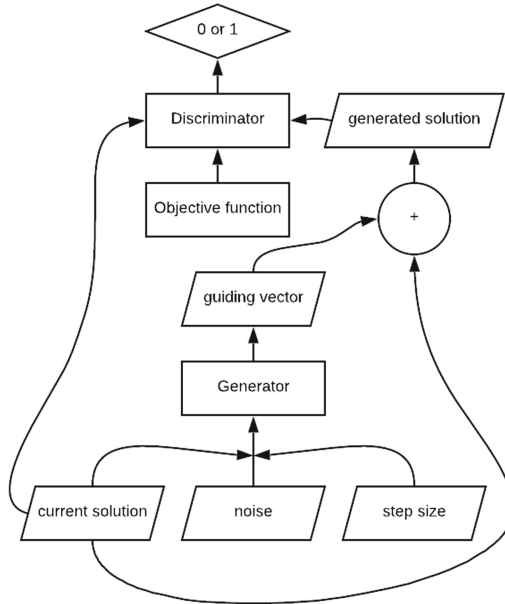 0 or 1
Discriminator
generated solution
Objective function
+
guiding vector
Generator
current solution
noise
step size